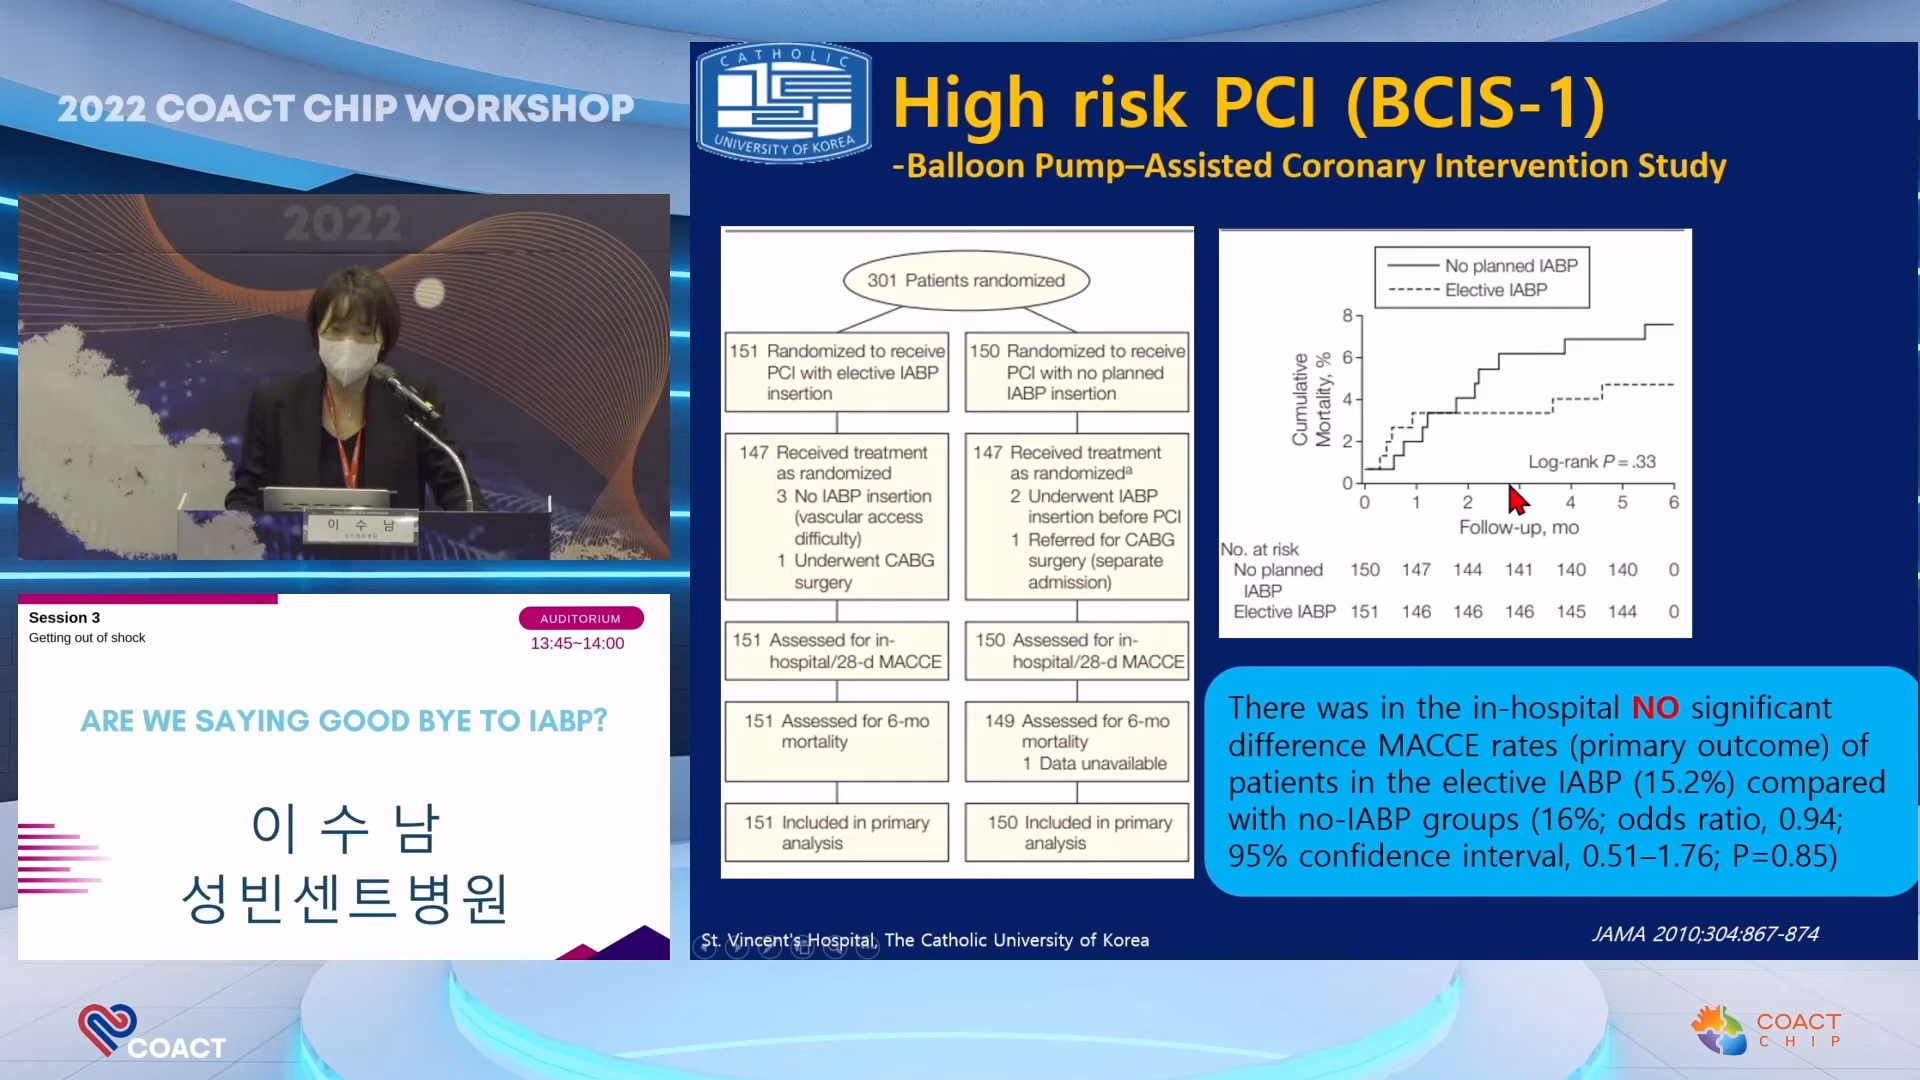 2022 COACT CHIP WORKSHOP
2022
이 수 남
Session 3
Getting out of shock
AUDITORIUM
13:45~14:00
ARE WE SAYING GOOD BYE TO IABP?
이 수 남
성빈센트병원
CATHOLIC
UNIVERSITY OF KOREA
High risk PCI (BCIS-1)
-Balloon Pump–Assisted Coronary Intervention Study
301 Patients randomized
151 Randomized to receive
PCI with elective IABP
insertion
150 Randomized to receive
PCI with no planned
IABP insertion
147 Received treatment
as randomized
3 No IABP insertion
(vascular access
difficulty)
1 Underwent CABG
surgery
147 Received treatment
as randomizedᵃ
2 Underwent IABP
insertion before PCI
1 Referred for CABG
surgery (separate
admission)
151 Assessed for in-
hospital/28-d MACCE
150 Assessed for in-
hospital/28-d MACCE
151 Assessed for 6-mo
mortality
149 Assessed for 6-mo
mortality
1 Data unavailable
151 Included in primary
analysis
150 Included in primary
analysis
No planned IABP
Elective IABP
Cumulative
Mortality, %
8
6
4
2
0
Log-rank P = .33
0 1 2 4 5 6
Follow-up, mo
No. at risk
No planned 150 147 144 141 140 140 0
IABP
Elective IABP 151 146 146 146 145 144 0
There was in the in-hospital NO significant
difference MACCE rates (primary outcome) of
patients in the elective IABP (15.2%) compared
with no-IABP groups (16%; odds ratio, 0.94;
95% confidence interval, 0.51–1.76; P=0.85)
JAMA 2010;304:867-874
St. Vincent's Hospital, The Catholic University of Korea
COACT
COACT
CHIP